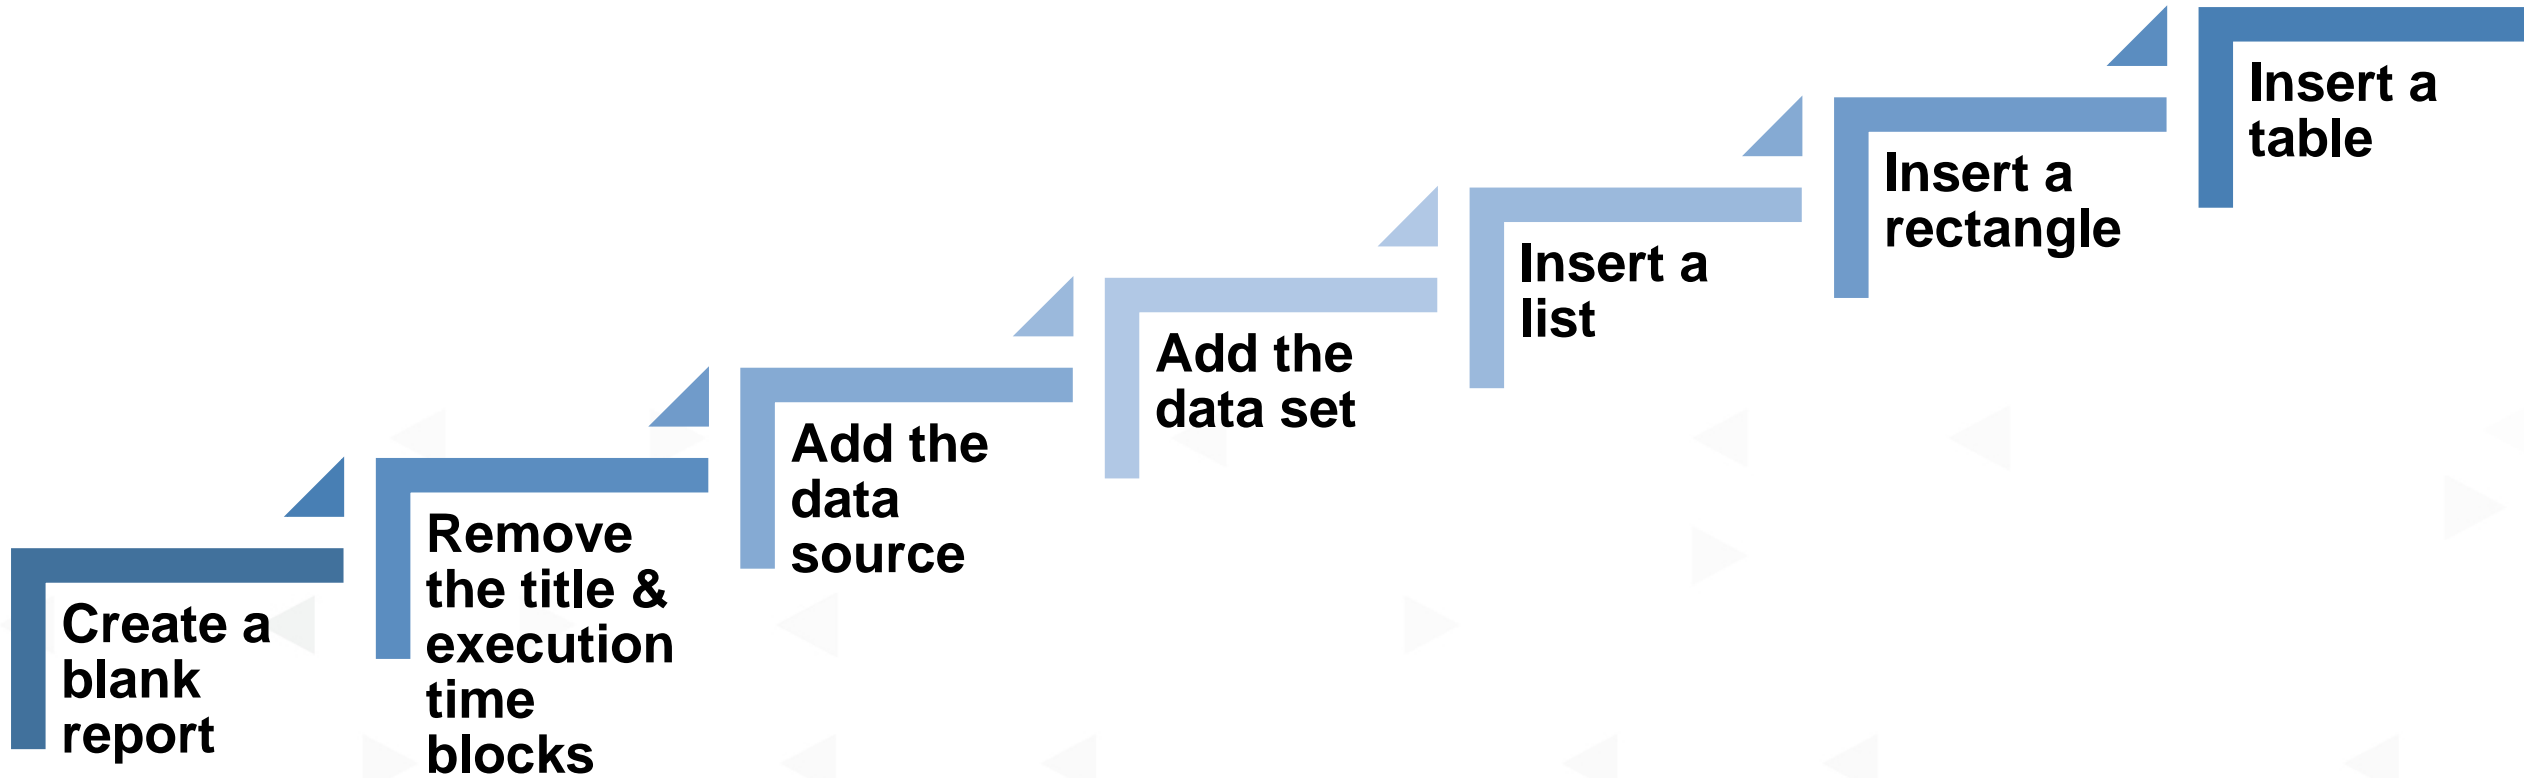 Create a
blank
report
Remove
the title &
execution
time
blocks
Add the
data
source
Add the
data set
Insert a
list
Insert a
rectangle
Insert a
table